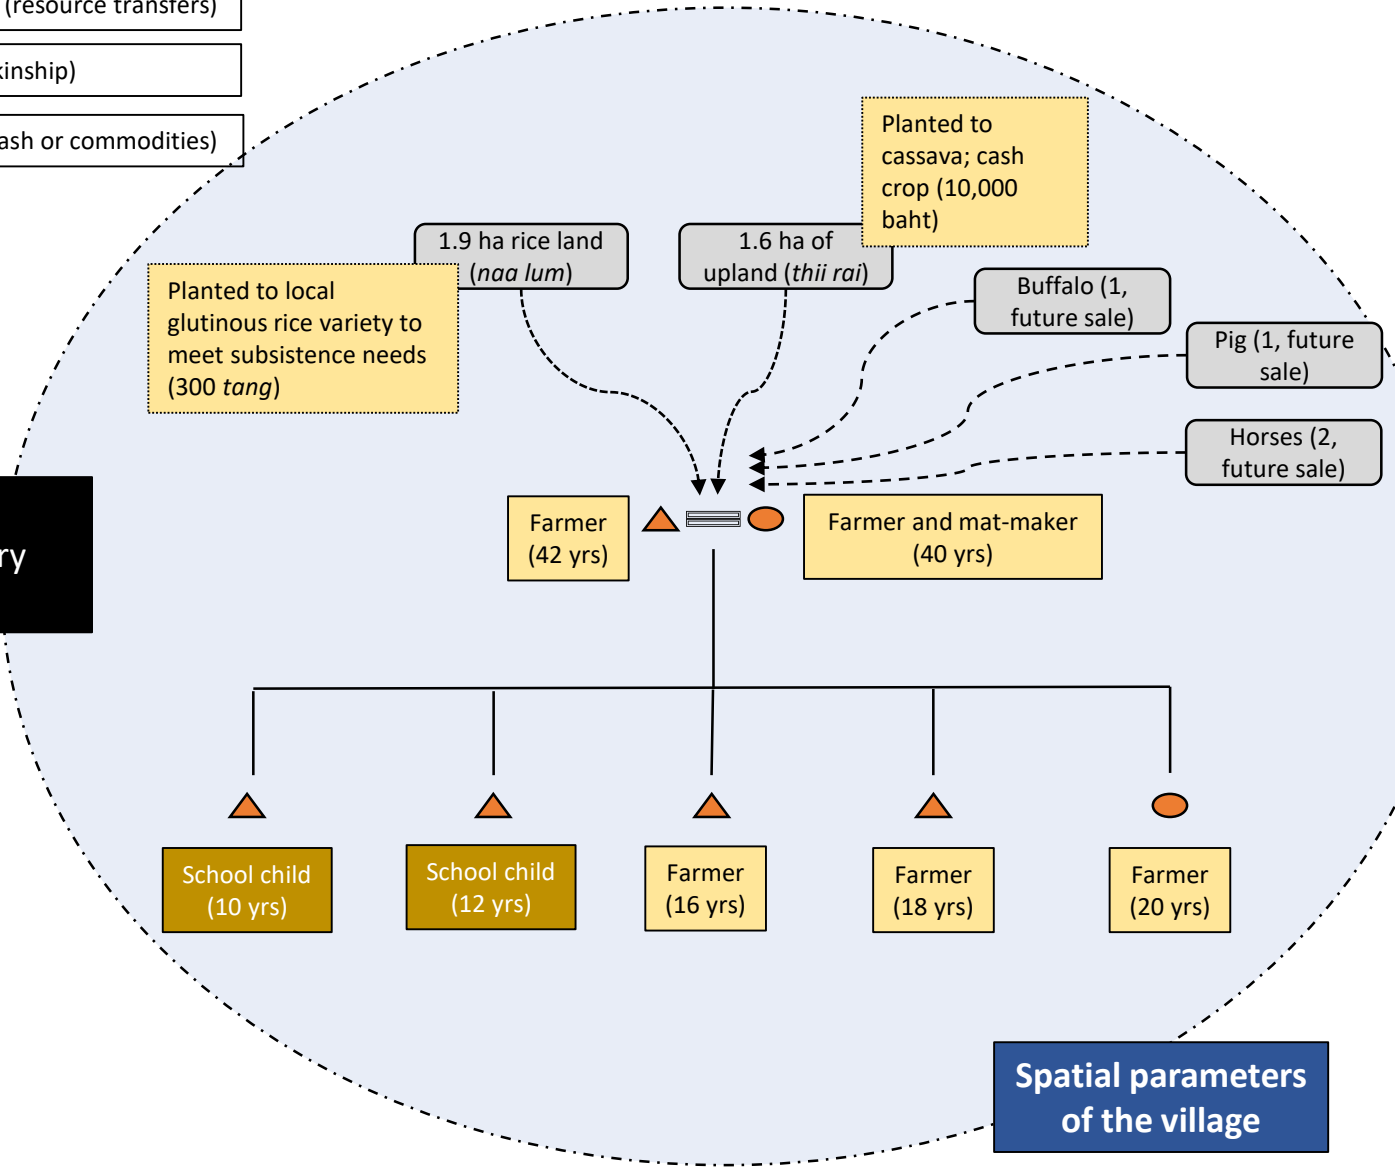 (resource transfers)
kinship)
ash or commodities)
Planted to
cassava; cash
crop (10,000
baht)
1.9 ha rice land
(naa lum)
1.6 ha of
upland (thii rai)
Planted to local
glutinous rice variety to
meet subsistence needs
(300 tang)
Buffalo (1,
future sale)
Pig (1, future
sale)
Horses (2,
future sale)
Farmer
(42 yrs)
Farmer and mat-maker
(40 yrs)
ry
School child
(10 yrs)
School child
(12 yrs)
Farmer
(16 yrs)
Farmer
(18 yrs)
Farmer
(20 yrs)
Spatial parameters
of the village